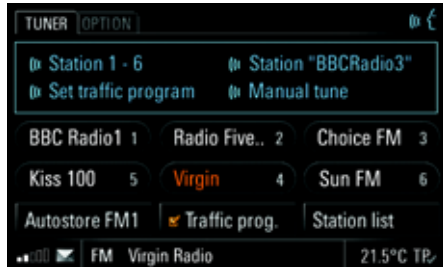 TUNER OPTION
Station 1 - 6 Station "BBCRadio3"
Set traffic program Manual tune
BBC Radio1 1 Radio Five.. 2 Choice FM 3
Kiss 100 5 Virgin 4 Sun FM 6
Autostore FM1 Traffic prog. Station list
FM Virgin Radio 21.5°C TP